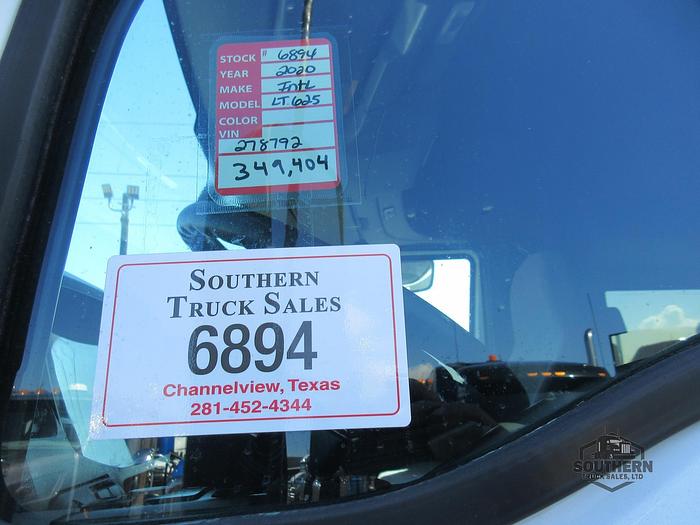 STOCK # 6894
YEAR 2020
MAKE Intl
MODEL LT625
COLOR
VIN
278792
349,404
SOUTHERN
TRUCK SALES
6894
Channelview, Texas
281-452-4344
SOUTHERN
TRUCK SALES, LTD